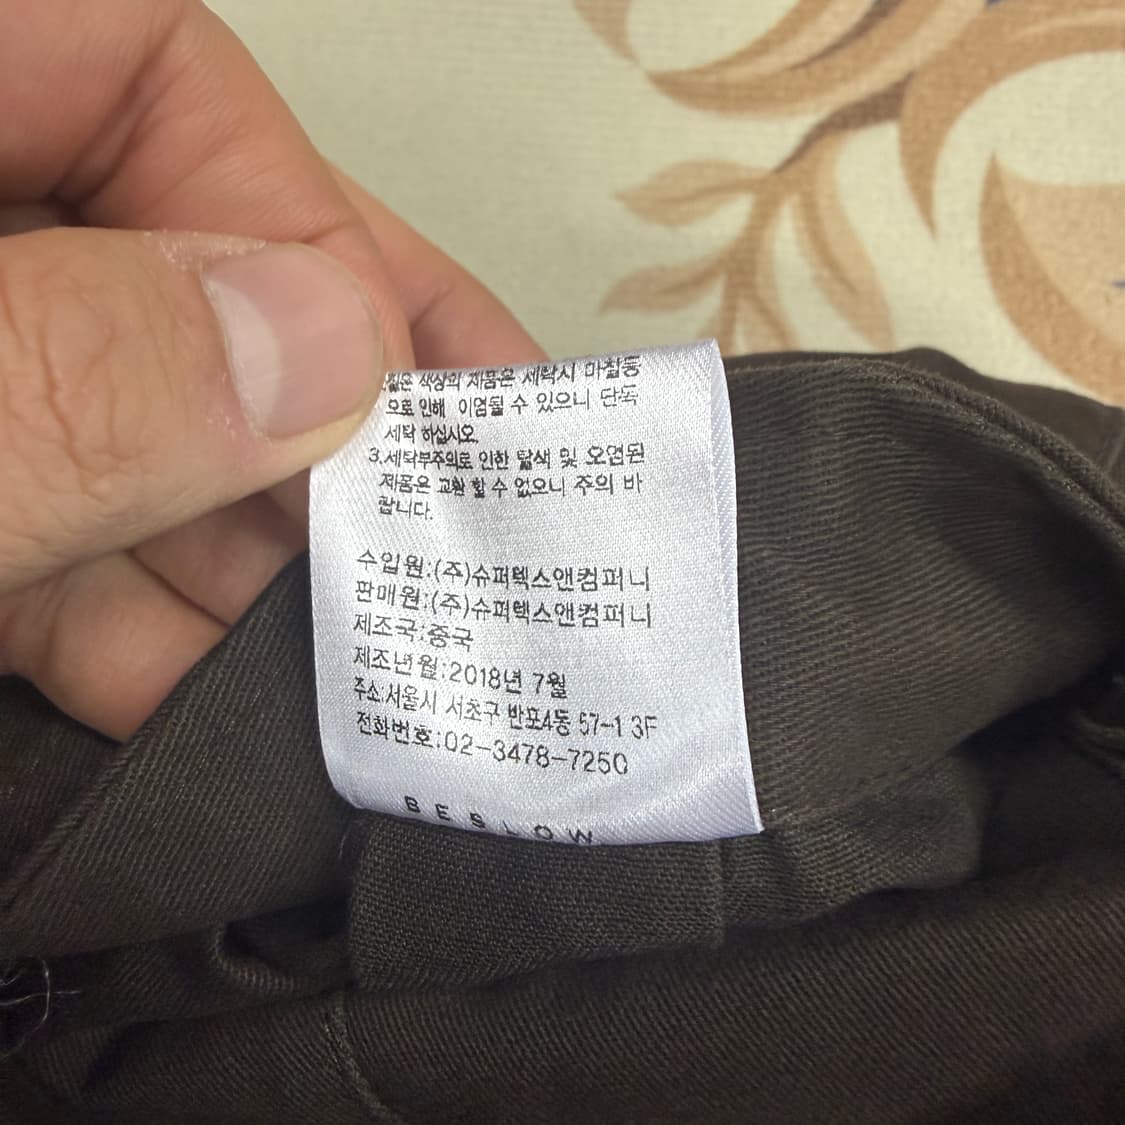 짙은 색상의 제품은 세탁시 마찰등
으로 인해 이염될 수 있으니 단독
세탁 하십시오.
3.세탁부주의로 인한 탈색 및 오염된
제품은 교환 할 수 없으니 주의 바
랍니다.
수입원:(주)슈퍼텍스앤컴퍼니
판매원:(주)슈퍼텍스앤컴퍼니
제조국:중국
제조년월:2018년 7월
주소:서울시 서초구 반포4동 57-1 3F
전화번호:02-3478-7250
BESLOW